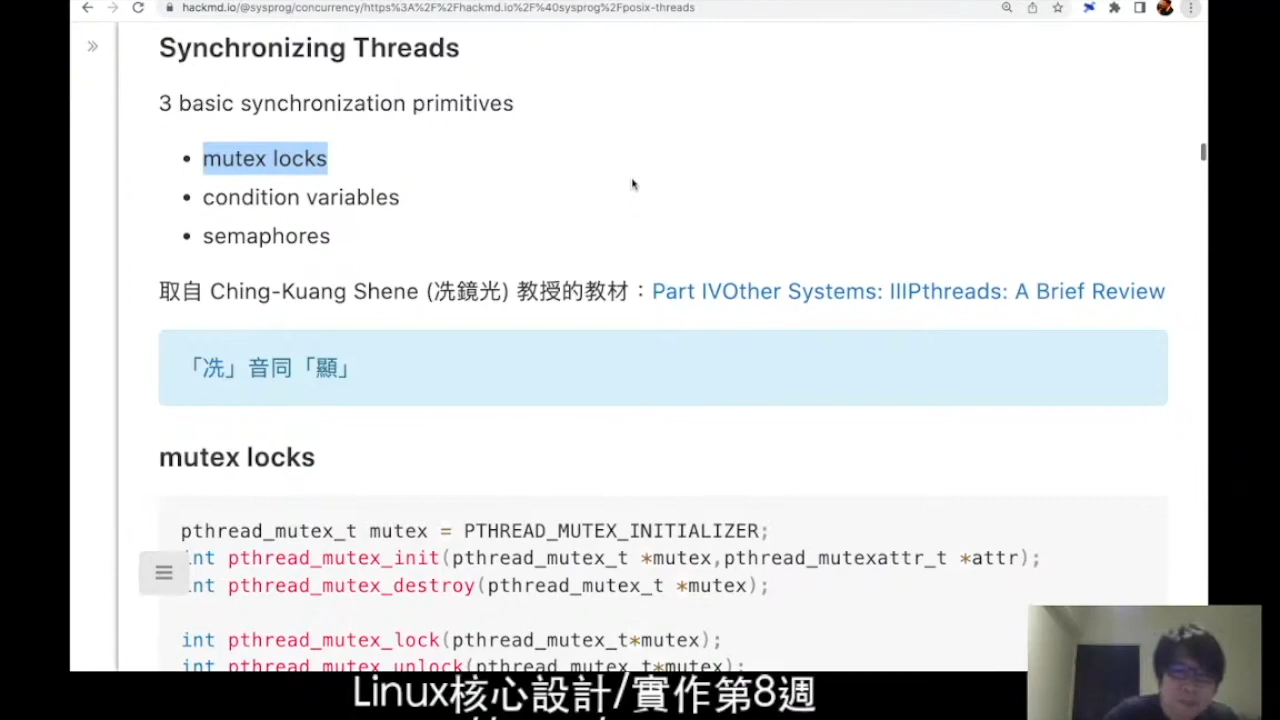 hackmd.io/@sysprog/concurrency/https%3A%2F%2Fhackmd.io%2F%40sysprog%2Fposix-threads
Synchronizing Threads
3 basic synchronization primitives
• mutex locks
• condition variables
• semaphores
取自 Ching-Kuang Shene (冼鏡光) 教授的教材：Part IVOther Systems: IIIPthreads: A Brief Review
「冼」音同「顯」
mutex locks
pthread_mutex_t mutex = PTHREAD_MUTEX_INITIALIZER;
int pthread_mutex_init(pthread_mutex_t *mutex,pthread_mutexattr_t *attr);
int pthread_mutex_destroy(pthread_mutex_t *mutex);
int pthread_mutex_lock(pthread_mutex_t*mutex);
int pthread_mutex_unlock(pthread_mutex_t*mutex);
Linux核心設計/實作第8週